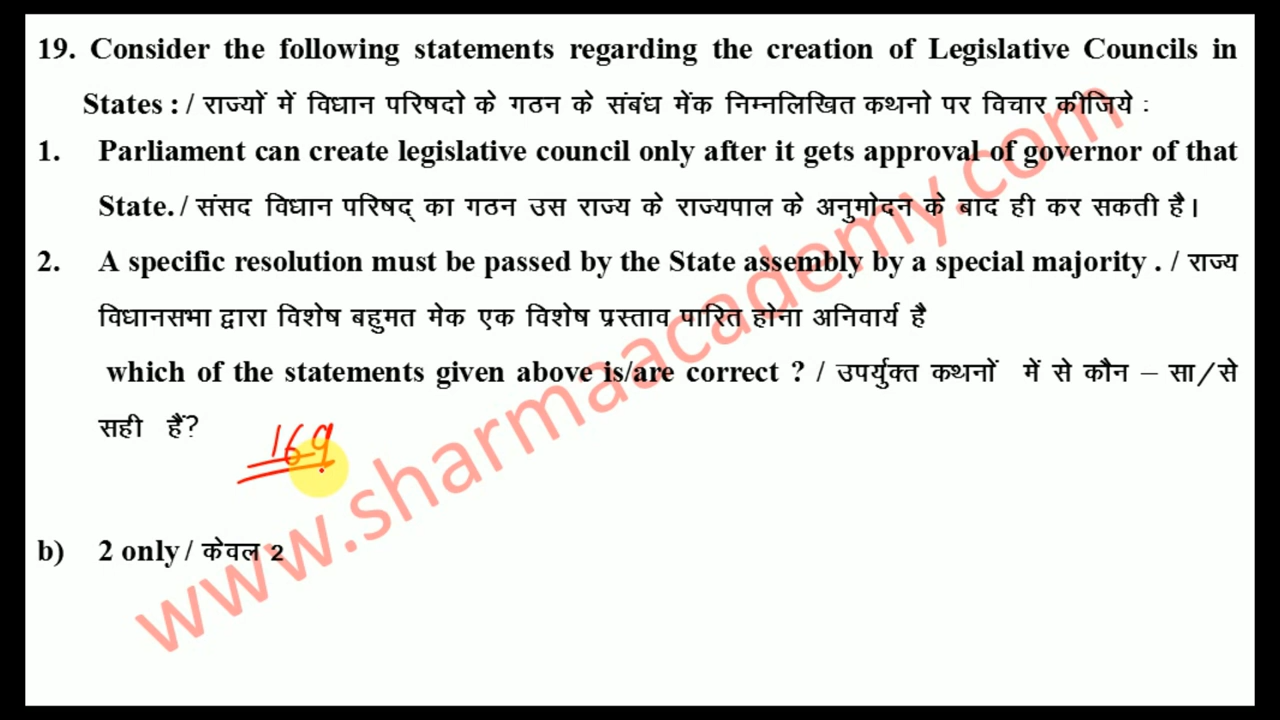 19. Consider the following statements regarding the creation of Legislative Councils in
States : / राज्यों में विधान परिषदो के गठन के संबंध मेंक निम्नलिखित कथनो पर विचार कीजिये :
1. Parliament can create legislative council only after it gets approval of governor of that
State. / संसद विधान परिषद् का गठन उस राज्य के राज्यपाल के अनुमोदन के बाद ही कर सकती है।
2. A specific resolution must be passed by the State assembly by a special majority . / राज्य
विधानसभा द्वारा विशेष बहुमत मेक एक विशेष प्रस्ताव पारित होना अनिवार्य है
which of the statements given above is/are correct ? / उपर्युक्त कथनों में से कौन – सा/से
सही हैं?
169
b) 2 only / केवल 2
www.sharmaacademy.com